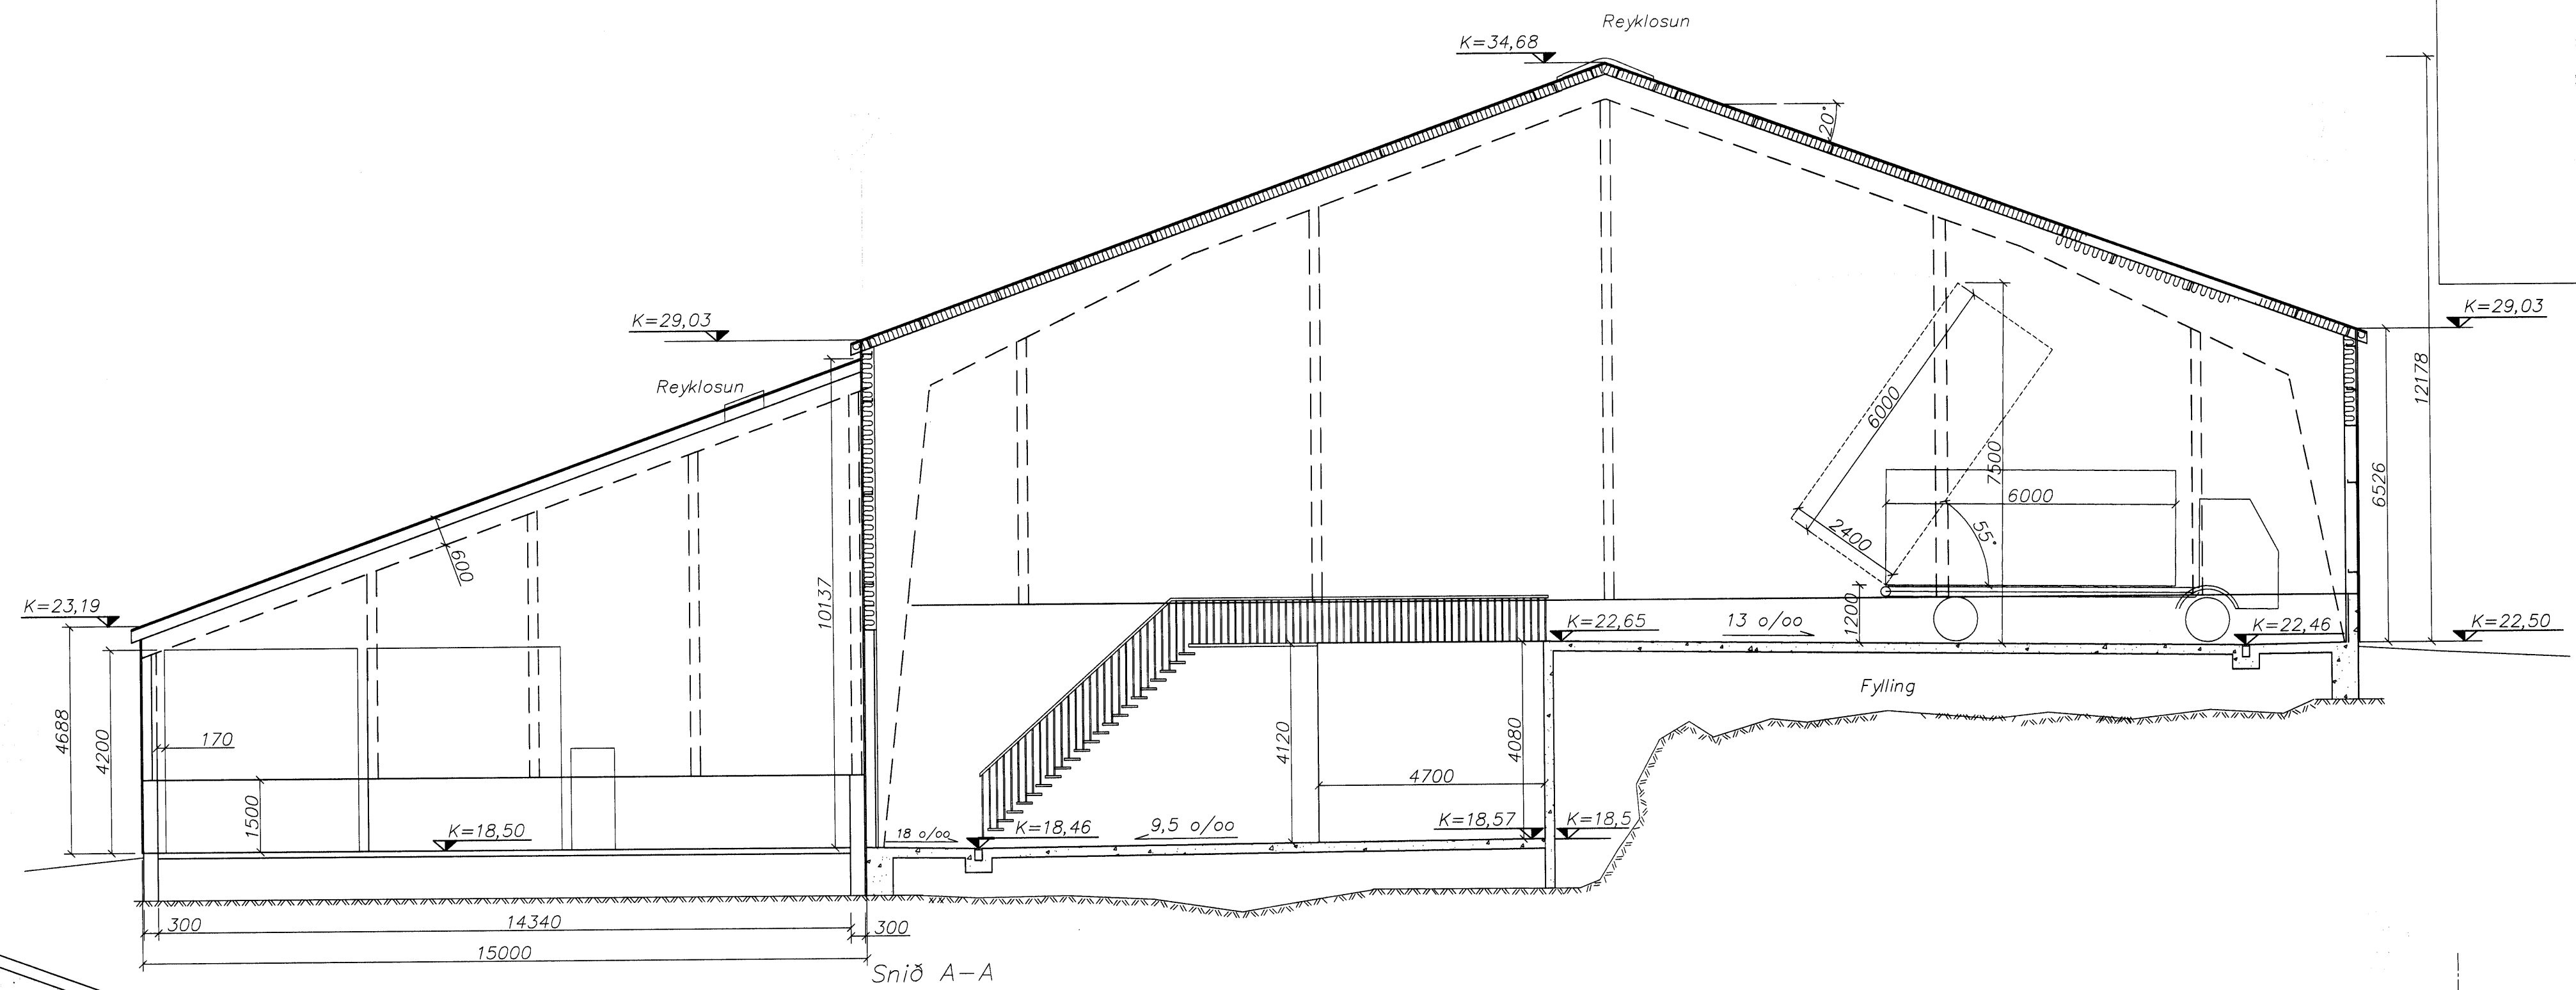 Reyklosun
K=34,68
20°
K=29,03
K=29,03
Reyklosun
12178
6000
7500
6526
6000
600
2400
55°
10137
K=23,19
1200
K=22,65
13 o/oo
K=22,46
K=22,50
Fylling
4688
4200
170
4120
4080
4700
1500
K=18,50
18 o/oo
K=18,46
9,5 o/oo
K=18,57
K=18,5
300
14340
300
15000
Snið A-A